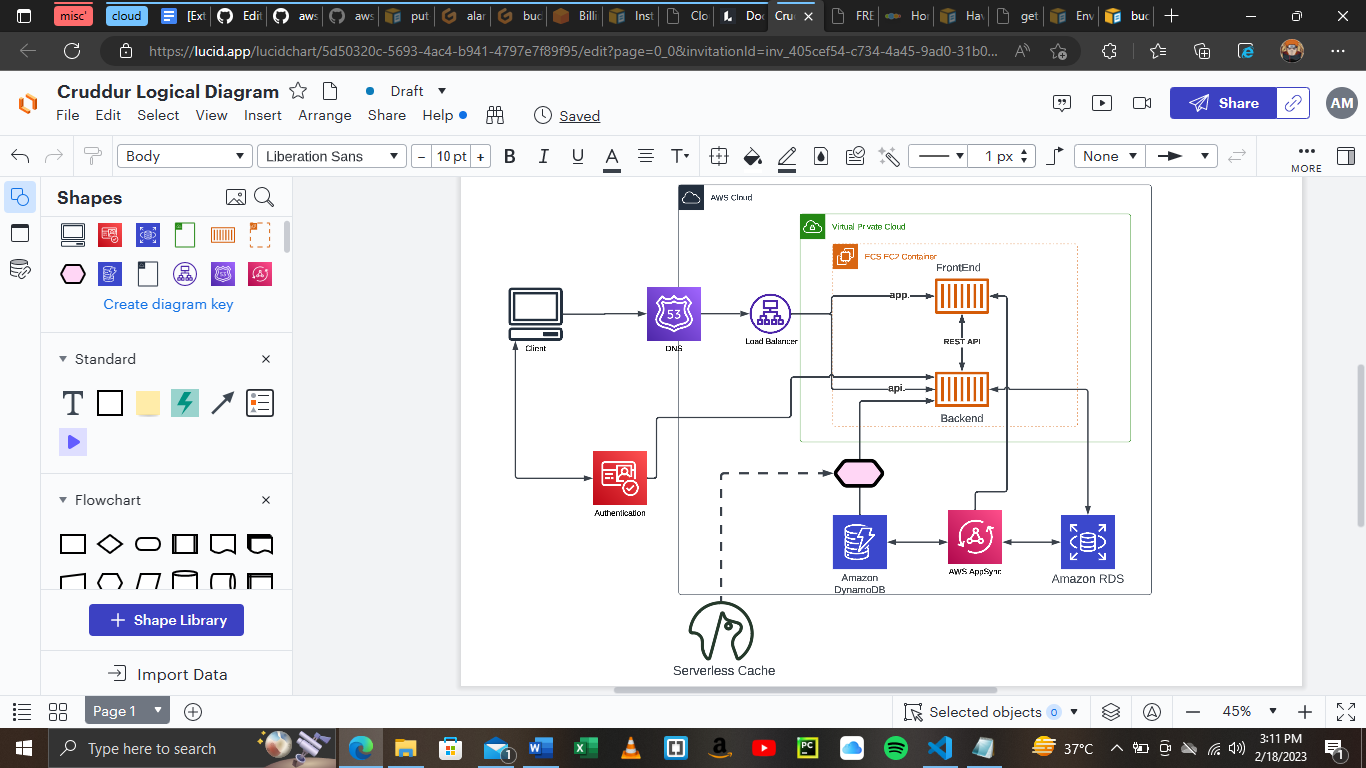 misc'
cloud
[Ext
Edit
aws
aws
put
alar
buc
Billi
Inst
Clo
Doc
Cru
FRE
Hor
Hav
get
Env
buc
https://lucid.app/lucidchart/5d50320c-5693-4ac4-b941-4797e7f89f95/edit?page=0_0&invitationId=inv_405cef54-c734-4a45-9ad0-31b0...
Cruddur Logical Diagram
Draft
File Edit Select View Insert Arrange Share Help
Saved
Share
AM
Body
Liberation Sans
10 pt
B I U A T
1 px
None
MORE
Shapes
Create diagram key
Standard
T
Flowchart
Shape Library
Import Data
AWS Cloud
Virtual Private Cloud
ECS EC2 Container
FrontEnd
app.
53
REST API
Client
DNS
Load Balancer
api.
Backend
Authentication
Amazon
DynamoDB
AWS AppSync
Amazon RDS
Serverless Cache
Page 1
Selected objects 0
45%
Type here to search
1
37°C
3:11 PM
2/18/2023
1